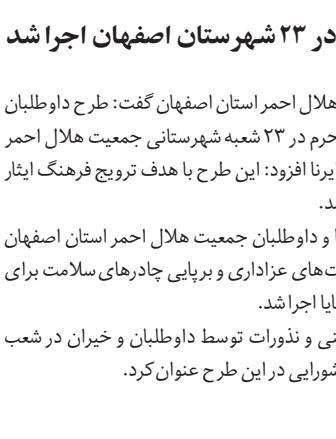 در ۲۳ شهرستان اصفهان اجرا شد
هلال احمر استان اصفهان گفت: طرح داوطلبان
حرم در ۲۳ شعبه شهرستانی جمعیت هلال احمر
یرنا افزود: این طرح با هدف ترویج فرهنگ ایثار
د.
و داوطلبان جمعیت هلال احمر استان اصفهان
ت‌های عزاداری و برپایی چادرهای سلامت برای
ایا اجرا شد.
نی و نذورات توسط داوطلبان و خیران در شعب
شورایی در این طرح عنوان کرد.